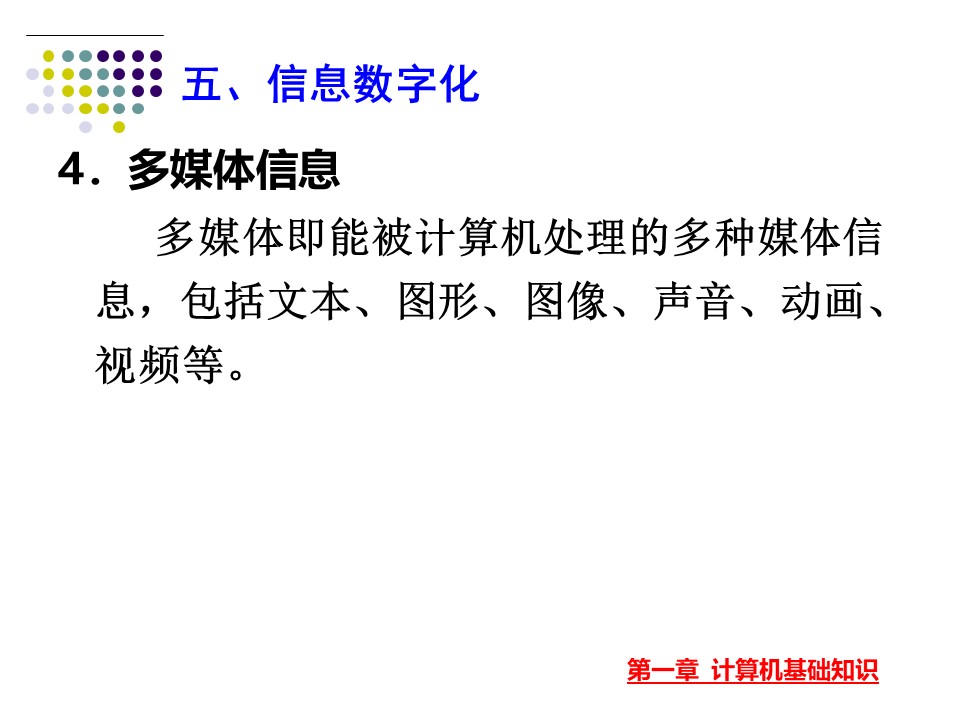 五、信息数字化
4．多媒体信息
多媒体即能被计算机处理的多种媒体信
息，包括文本、图形、图像、声音、动画、
视频等。
第一章 计算机基础知识